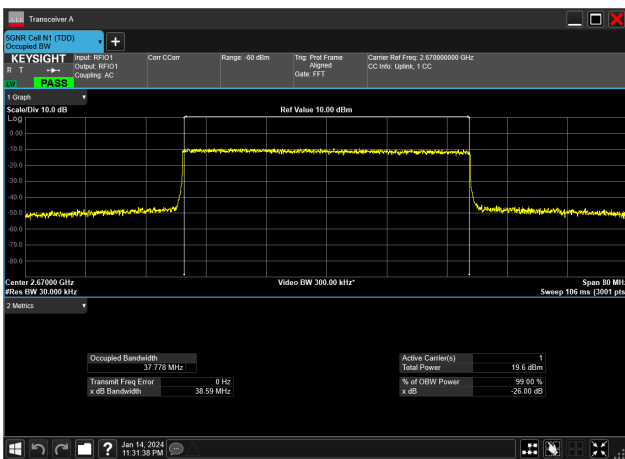 Transceiver A
5GNR Cell N1 (TDD)
Occupied BW
KEYSIGHT
R T
PASS
Input: RFIO1
Output: RFIO1
Coupling: AC
Corr CCorr
Range: -60 dBm
Trig: Prot Frame
Aligned
Gate: FFT
Carrier Ref Freq: 2.670000000 GHz
CC Info: Uplink, 1 CC
1 Graph
Scale/Div 10.0 dB
Ref Value 10.00 dBm
Log
0.00
-10.0
-20.0
-30.0
-40.0
-50.0
-60.0
-70.0
-80.0
Center 2.67000 GHz
Video BW 300.00 kHz*
Span 80 MHz
#Res BW 30.000 kHz
Sweep 106 ms (3001 pts
2 Metrics
Occupied Bandwidth
37.778 MHz
Transmit Freq Error 0 Hz
x dB Bandwidth 38.59 MHz
Active Carrier(s) 1
Total Power 19.6 dBm
% of OBW Power 99.00 %
x dB -26.00 dB
Jan 14, 2024
11:31:38 PM